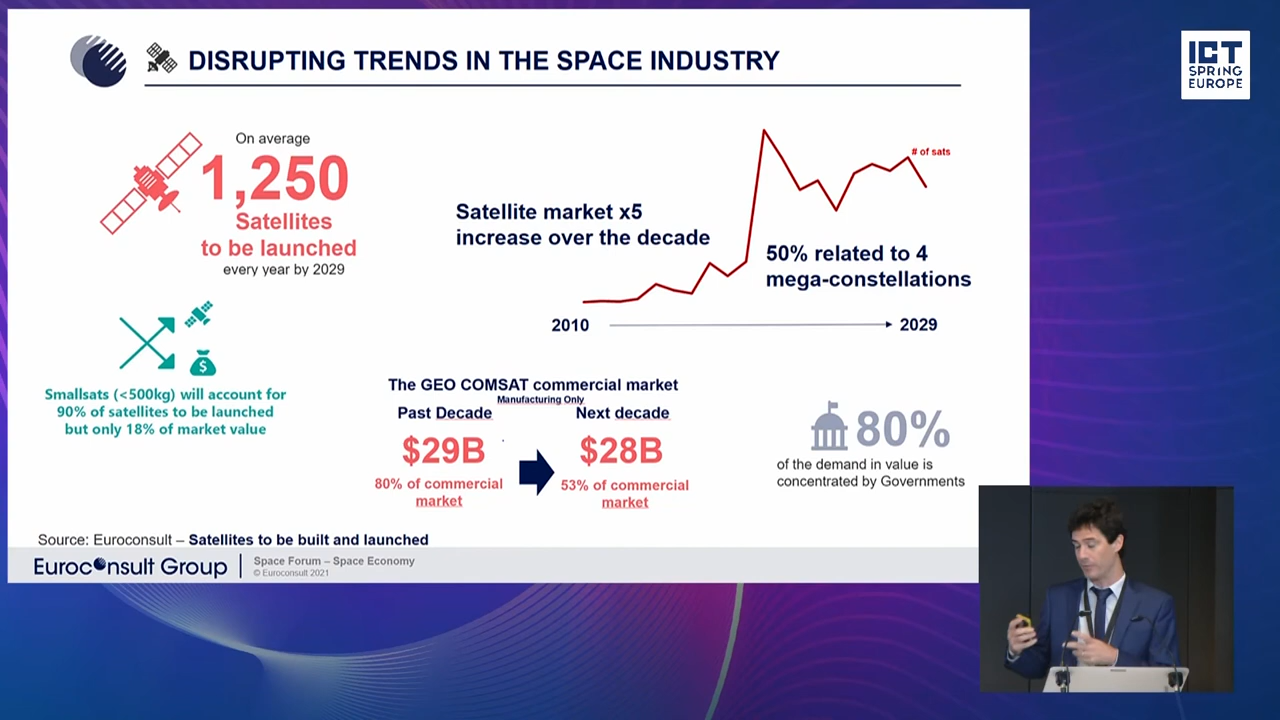 DISRUPTING TRENDS IN THE SPACE INDUSTRY
ICT
SPRING
EUROPE
On average
1,250
Satellites
to be launched
every year by 2029
# of sats
Satellite market x5
increase over the decade
50% related to 4
mega-constellations
2010
2029
$
Smallsats (<500kg) will account for
90% of satellites to be launched
but only 18% of market value
The GEO COMSAT commercial market
Manufacturing Only
Past Decade
Next decade
$29B
$28B
80% of commercial
market
53% of commercial
market
80%
of the demand in value is
concentrated by Governments
Source: Euroconsult – Satellites to be built and launched
Euroconsult Group
Space Forum – Space Economy
© Euroconsult 2021